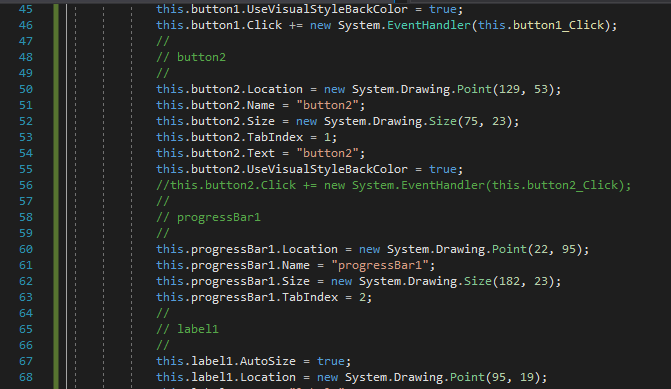 45 this.button1.UseVisualStyleBackColor = true;
46 this.button1.Click += new System.EventHandler(this.button1_Click);
47 //
48 // button2
49 //
50 this.button2.Location = new System.Drawing.Point(129, 53);
51 this.button2.Name = "button2";
52 this.button2.Size = new System.Drawing.Size(75, 23);
53 this.button2.TabIndex = 1;
54 this.button2.Text = "button2";
55 this.button2.UseVisualStyleBackColor = true;
56 //this.button2.Click += new System.EventHandler(this.button2_Click);
57 //
58 // progressBar1
59 //
60 this.progressBar1.Location = new System.Drawing.Point(22, 95);
61 this.progressBar1.Name = "progressBar1";
62 this.progressBar1.Size = new System.Drawing.Size(182, 23);
63 this.progressBar1.TabIndex = 2;
64 //
65 // label1
66 //
67 this.label1.AutoSize = true;
68 this.label1.Location = new System.Drawing.Point(95, 19);